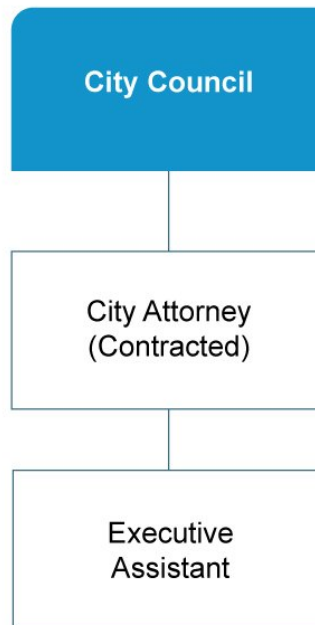 City Council
City Attorney
(Contracted)
Executive
Assistant